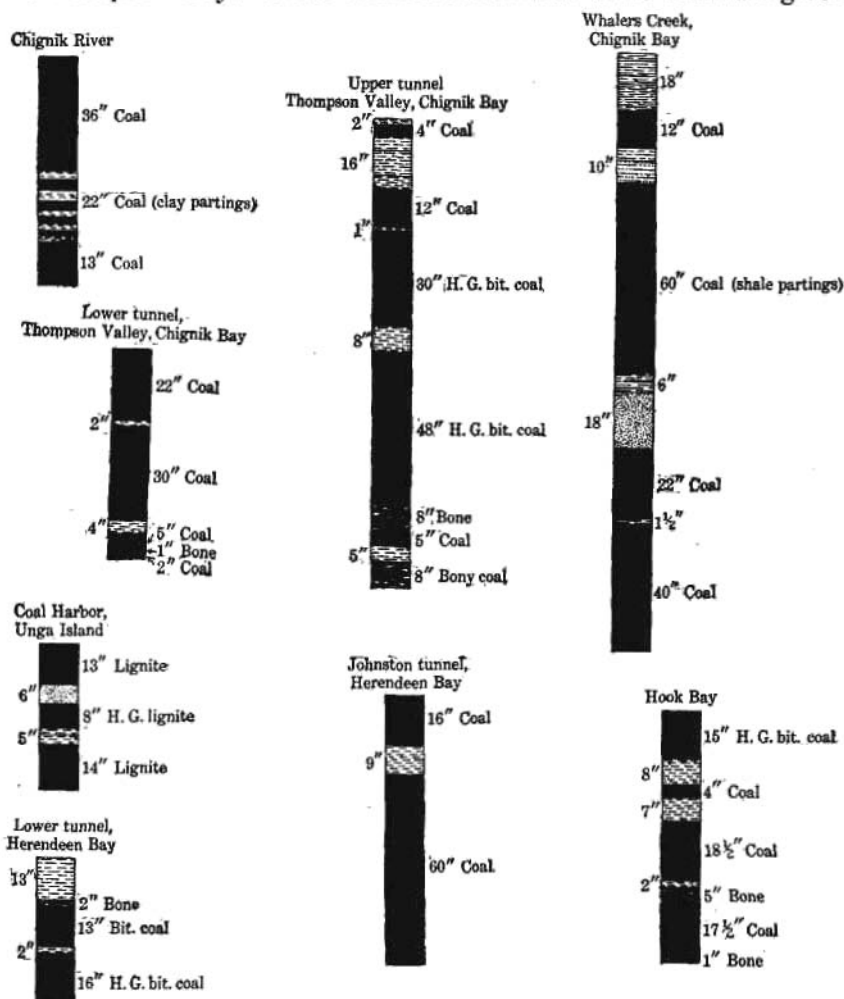 Chignik River
36" Coal
22" Coal (clay partings)
13" Coal
Lower tunnel,
Thompson Valley, Chignik Bay
22" Coal
2"
30" Coal
4"
5" Coal
1" Bone
2" Coal
Coal Harbor,
Unga Island
13" Lignite
6"
8" H. G. lignite
5"
14" Lignite
Lower tunnel,
Herendeen Bay
13"
2" Bone
13" Bit. coal
2"
16" H. G. bit. coal
Upper tunnel
Thompson Valley, Chignik Bay
2"
4" Coal
16"
12" Coal
1"
30" H. G. bit. coal
8"
48" H. G. bit. coal
8" Bone
5" Coal
5"
8" Bony coal
Johnston tunnel,
Herendeen Bay
16" Coal
9"
60" Coal
Whalers Creek,
Chignik Bay
18"
12" Coal
10"
60" Coal (shale partings)
6"
18"
22" Coal
1½"
40" Coal
Hook Bay
15" H. G. bit. coal
8"
4" Coal
7"
18½" Coal
2"
5" Bone
17½" Coal
1" Bone